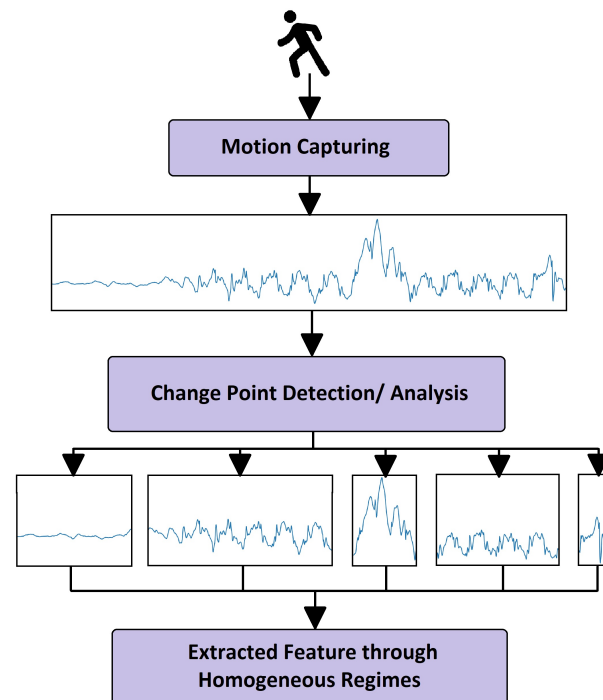 Motion Capturing
Change Point Detection/ Analysis
Extracted Feature through
Homogeneous Regimes